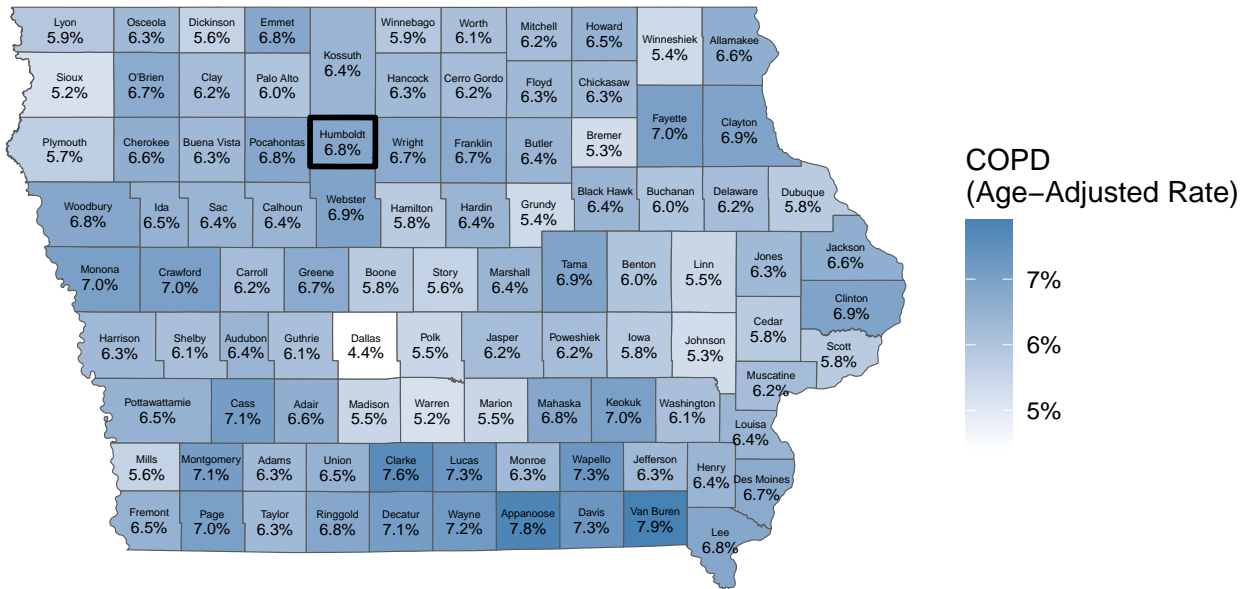 Lyon
5.9%
Osceola
6.3%
Dickinson
5.6%
Emmet
6.8%
Winnebago
5.9%
Worth
6.1%
Mitchell
6.2%
Howard
6.5%
Winneshiek
5.4%
Allamakee
6.6%
Kossuth
6.4%
Sioux
5.2%
O'Brien
6.7%
Clay
6.2%
Palo Alto
6.0%
Hancock
6.3%
Cerro Gordo
6.2%
Floyd
6.3%
Chickasaw
6.3%
Fayette
7.0%
Clayton
6.9%
Plymouth
5.7%
Cherokee
6.6%
Buena Vista
6.3%
Pocahontas
6.8%
Humboldt
6.8%
Wright
6.7%
Franklin
6.7%
Butler
6.4%
Bremer
5.3%
Woodbury
6.8%
Ida
6.5%
Sac
6.4%
Calhoun
6.4%
Webster
6.9%
Hamilton
5.8%
Hardin
6.4%
Grundy
5.4%
Black Hawk
6.4%
Buchanan
6.0%
Delaware
6.2%
Dubuque
5.8%
Monona
7.0%
Crawford
7.0%
Carroll
6.2%
Greene
6.7%
Boone
5.8%
Story
5.6%
Marshall
6.4%
Tama
6.9%
Benton
6.0%
Linn
5.5%
Jones
6.3%
Jackson
6.6%
Clinton
6.9%
Harrison
6.3%
Shelby
6.1%
Audubon
6.4%
Guthrie
6.1%
Dallas
4.4%
Polk
5.5%
Jasper
6.2%
Poweshiek
6.2%
Iowa
5.8%
Johnson
5.3%
Cedar
5.8%
Scott
5.8%
Muscatine
6.2%
Pottawattamie
6.5%
Cass
7.1%
Adair
6.6%
Madison
5.5%
Warren
5.2%
Marion
5.5%
Mahaska
6.8%
Keokuk
7.0%
Washington
6.1%
Louisa
6.4%
Mills
5.6%
Montgomery
7.1%
Adams
6.3%
Union
6.5%
Clarke
7.6%
Lucas
7.3%
Monroe
6.3%
Wapello
7.3%
Jefferson
6.3%
Henry
6.4%
Des Moines
6.7%
Fremont
6.5%
Page
7.0%
Taylor
6.3%
Ringgold
6.8%
Decatur
7.1%
Wayne
7.2%
Appanoose
7.8%
Davis
7.3%
Van Buren
7.9%
Lee
6.8%
COPD
(Age−Adjusted Rate)
7%
6%
5%